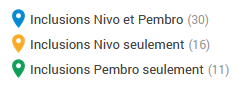 Inclusions Nivo et Pembro (30)
Inclusions Nivo seulement (16)
Inclusions Pembro seulement (11)